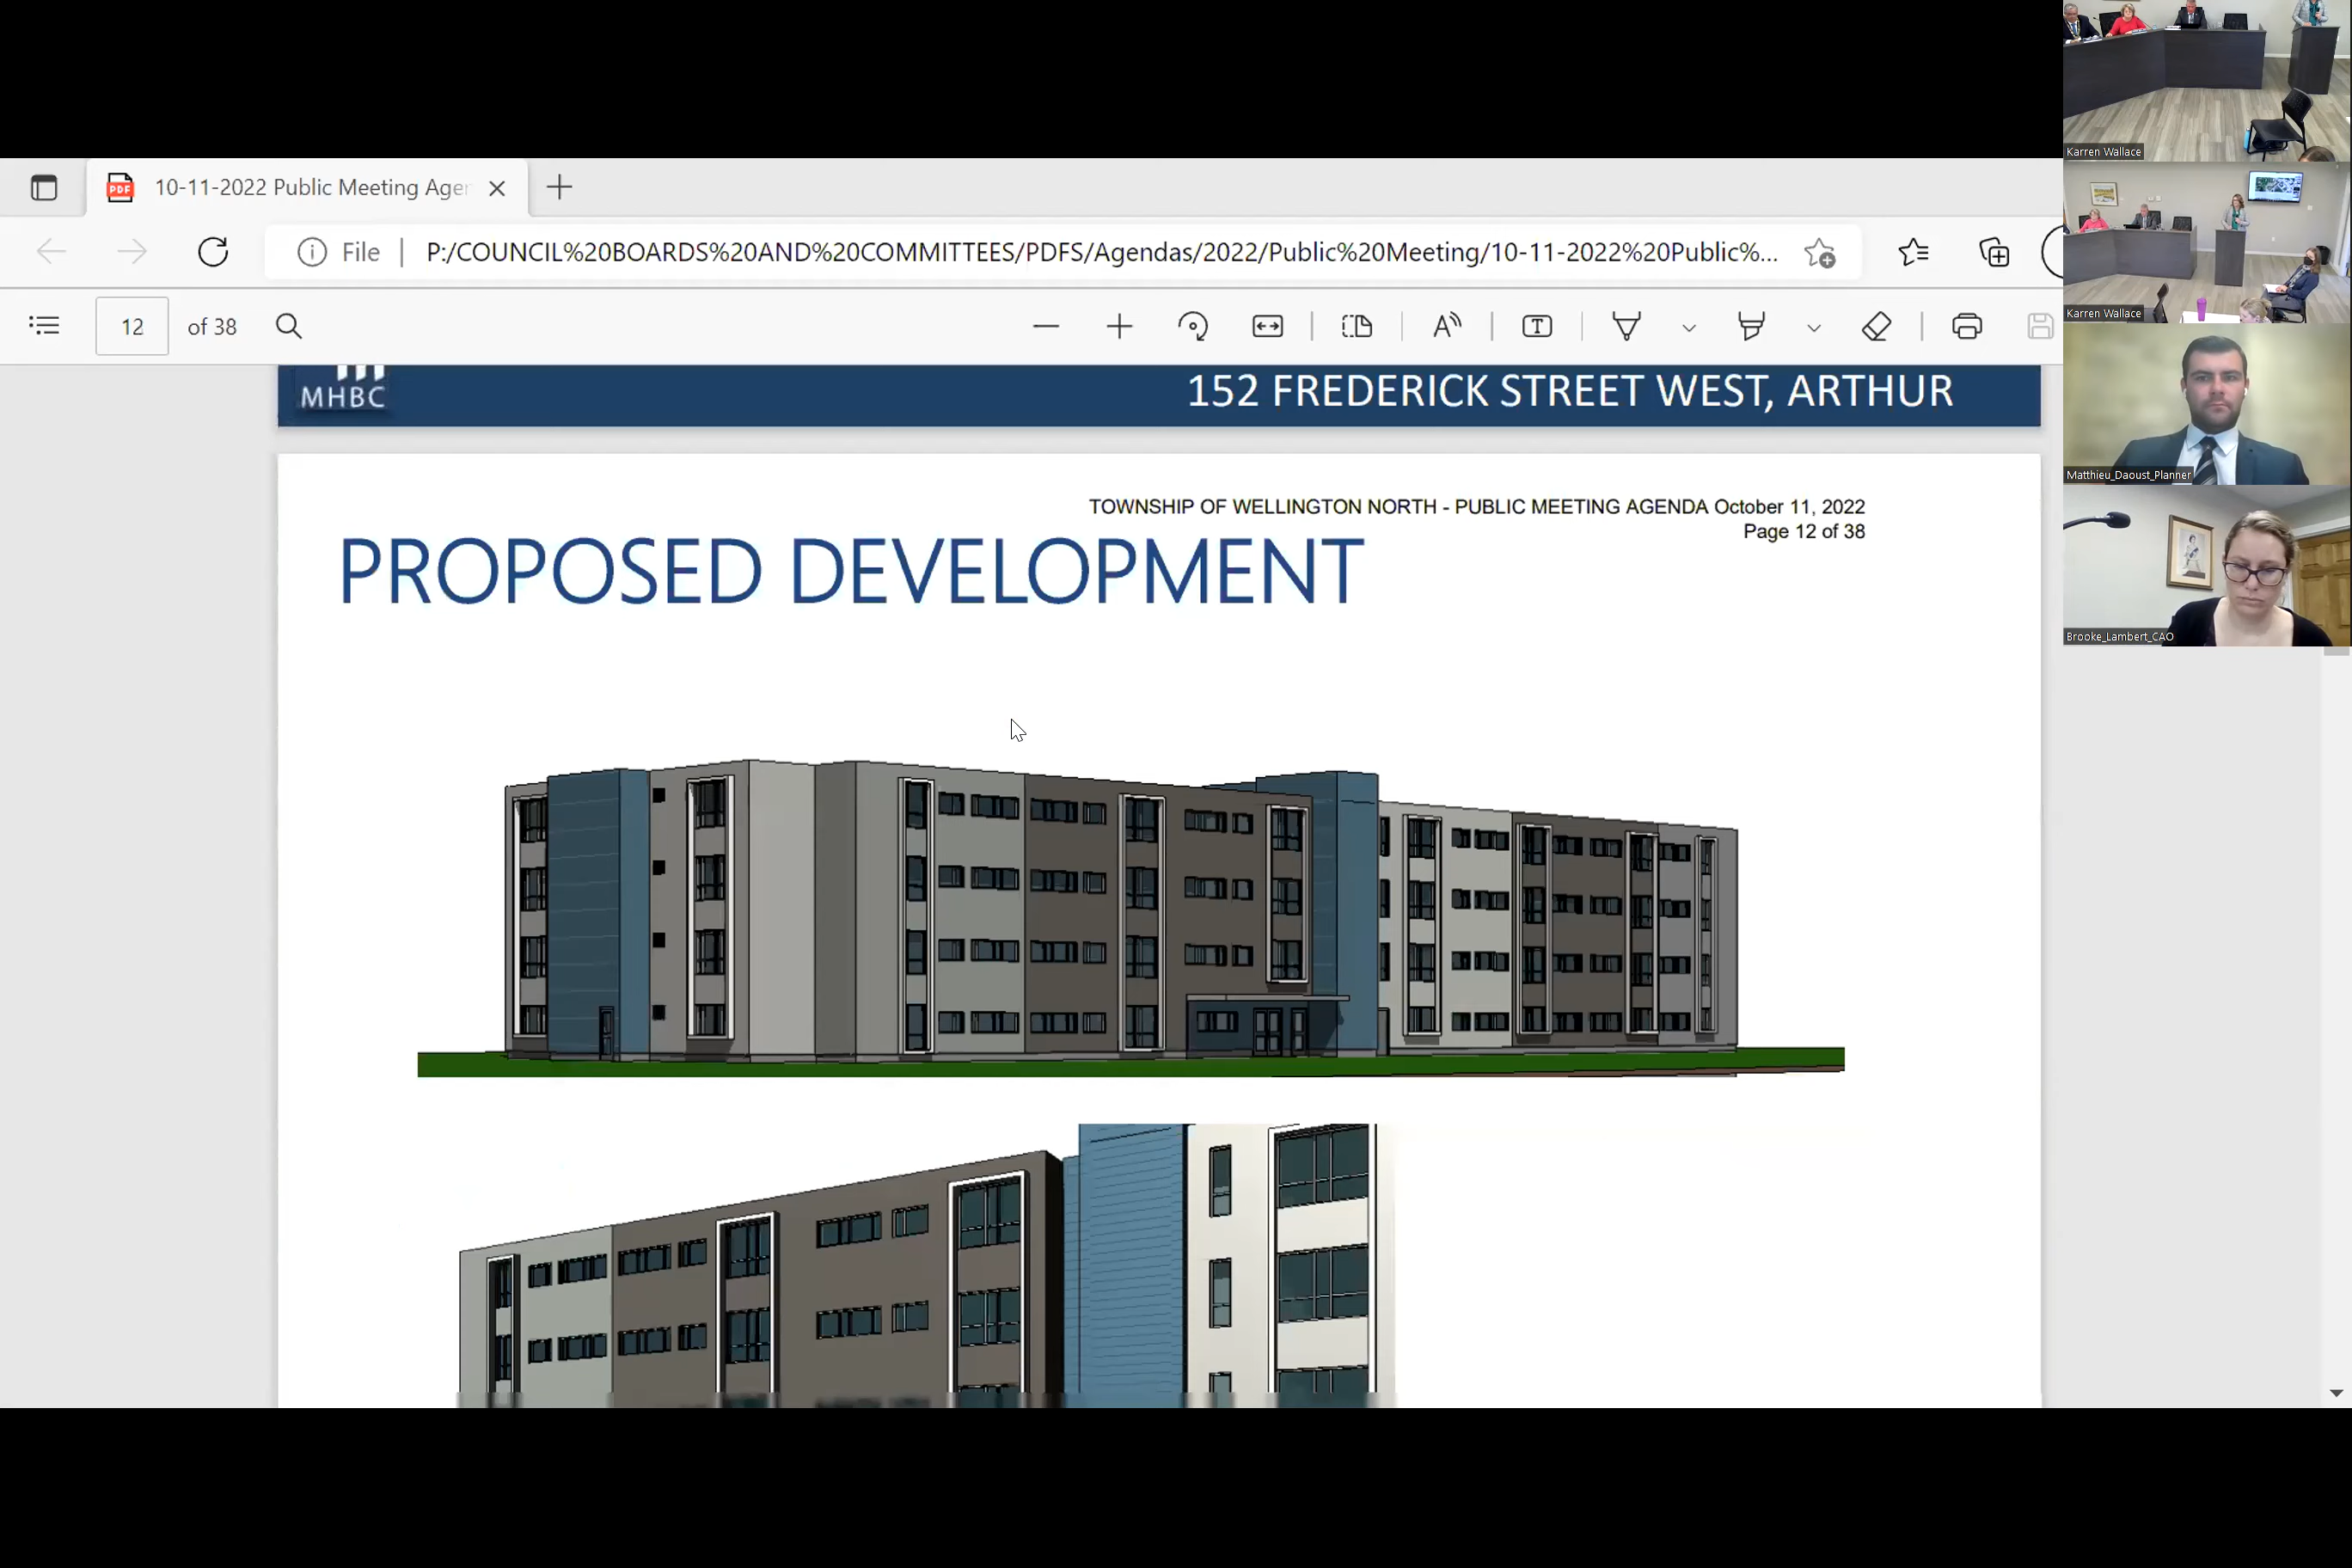 10-11-2022 Public Meeting Agen
File
P:/COUNCIL%20BOARDS%20AND%20COMMITTEES/PDFS/Agendas/2022/Public%20Meeting/10-11-2022%20Public%...
12 of 38
MHBC
152 FREDERICK STREET WEST, ARTHUR
TOWNSHIP OF WELLINGTON NORTH - PUBLIC MEETING AGENDA October 11, 2022
Page 12 of 38
PROPOSED DEVELOPMENT
Karren Wallace
Karren Wallace
Matthieu_Daoust_Planner
Brooke_Lambert_CAO